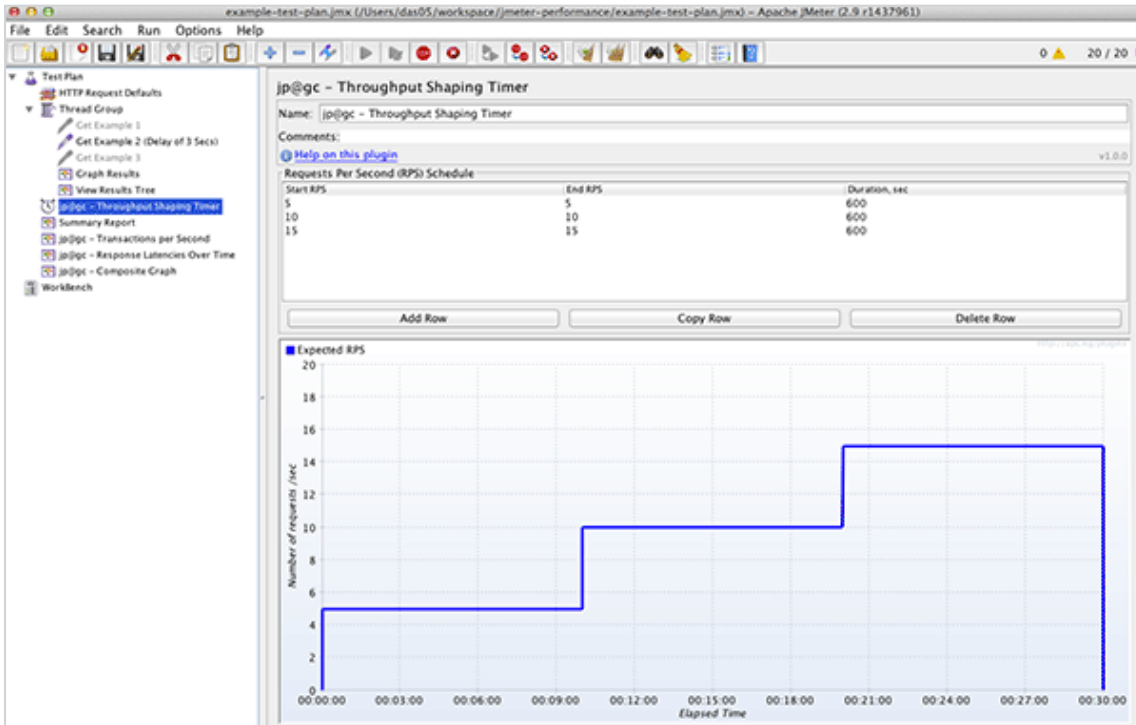 example-test-plan.jmx (/Users/das05/workspace/jmeter-performance/example-test-plan.jmx) - Apache JMeter (2.9 r1437961)
File Edit Search Run Options Help
0 20 / 20
Test Plan
HTTP Request Defaults
Thread Group
Get Example 1
Get Example 2 (Delay of 3 Secs)
Get Example 3
Graph Results
View Results Tree
jp@gc - Throughput Shaping Timer
Summary Report
jp@gc - Transactions per Second
jp@gc - Response Latencies Over Time
jp@gc - Composite Graph
WorkBench
jp@gc - Throughput Shaping Timer
Name: jp@gc - Throughput Shaping Timer
Comments:
Help on this plugin v1.0.0
Requests Per Second (RPS) Schedule
Start RPS End RPS Duration, sec
5 5 600
10 10 600
15 15 600
Add Row Copy Row Delete Row
Expected RPS
20
18
16
14
12
10
8
6
4
2
0
Number of requests /sec
00:00:00 00:03:00 00:06:00 00:09:00 00:12:00 00:15:00 00:18:00 00:21:00 00:24:00 00:27:00 00:30:00
Elapsed Time